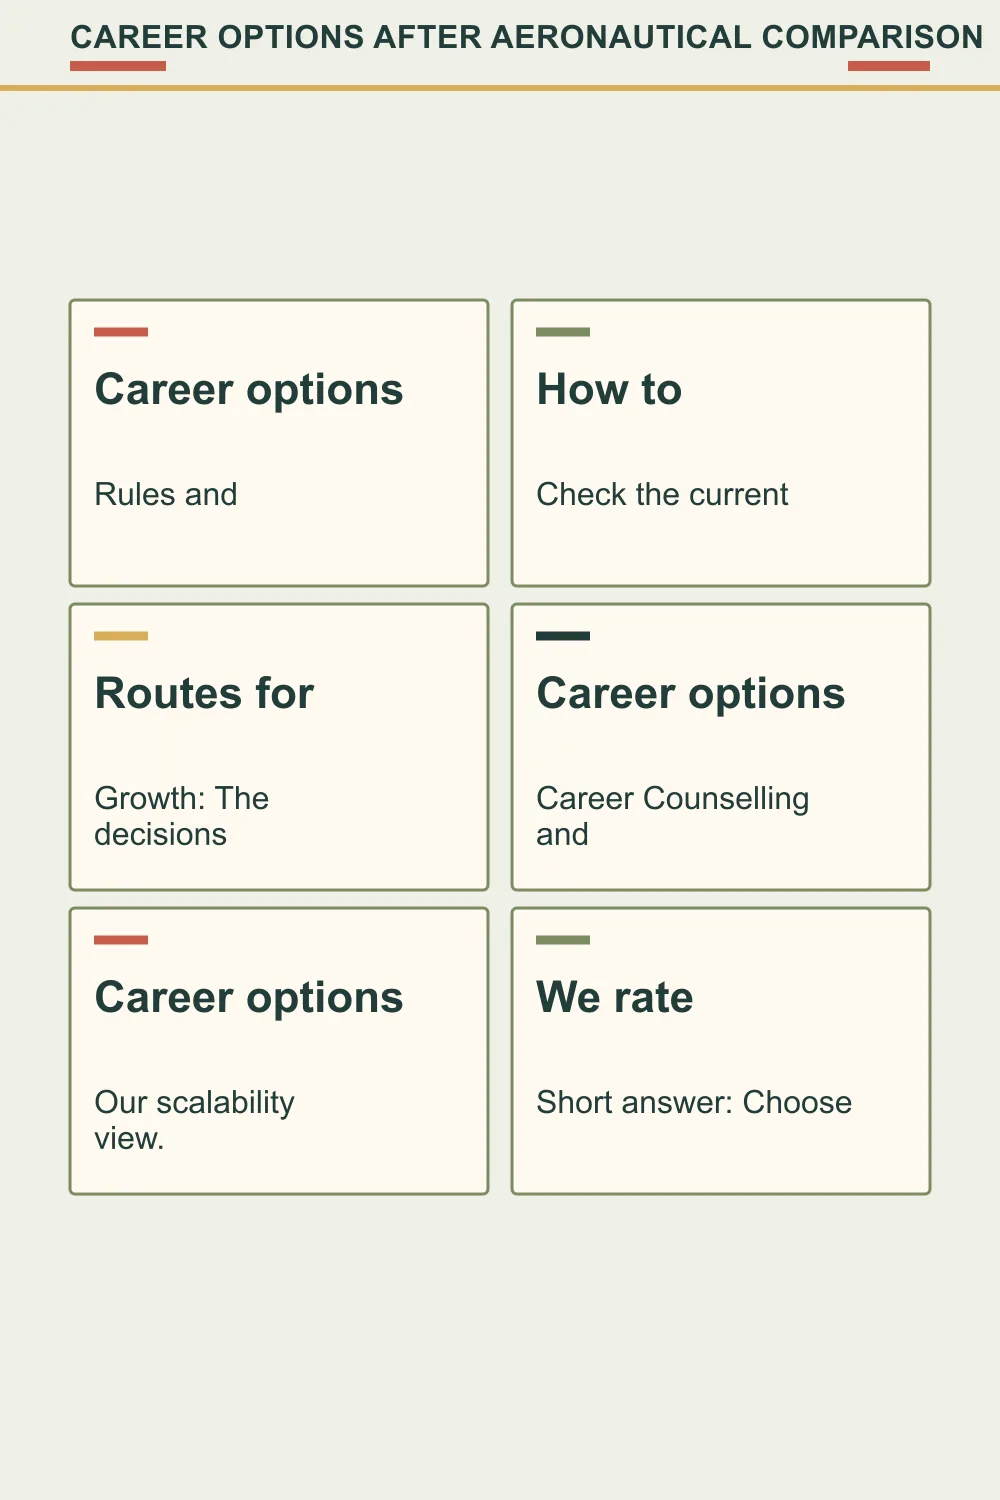 CAREER OPTIONS AFTER AERONAUTICAL COMPARISON
Career options
Rules and
How to
Check the current
Routes for
Growth: The
decisions
Career options
Career Counselling
and
Career options
Our scalability
view.
We rate
Short answer: Choose